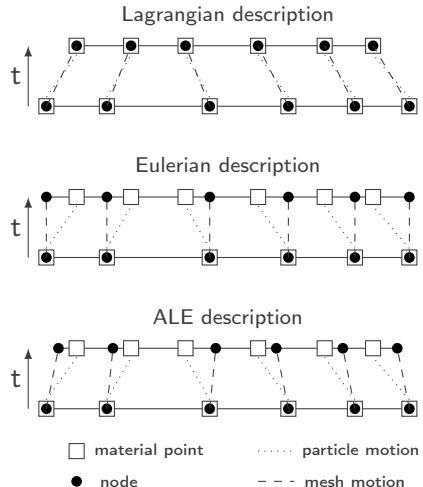 Lagrangian description
t
Eulerian description
t
ALE description
t
material point
particle motion
node
mesh motion